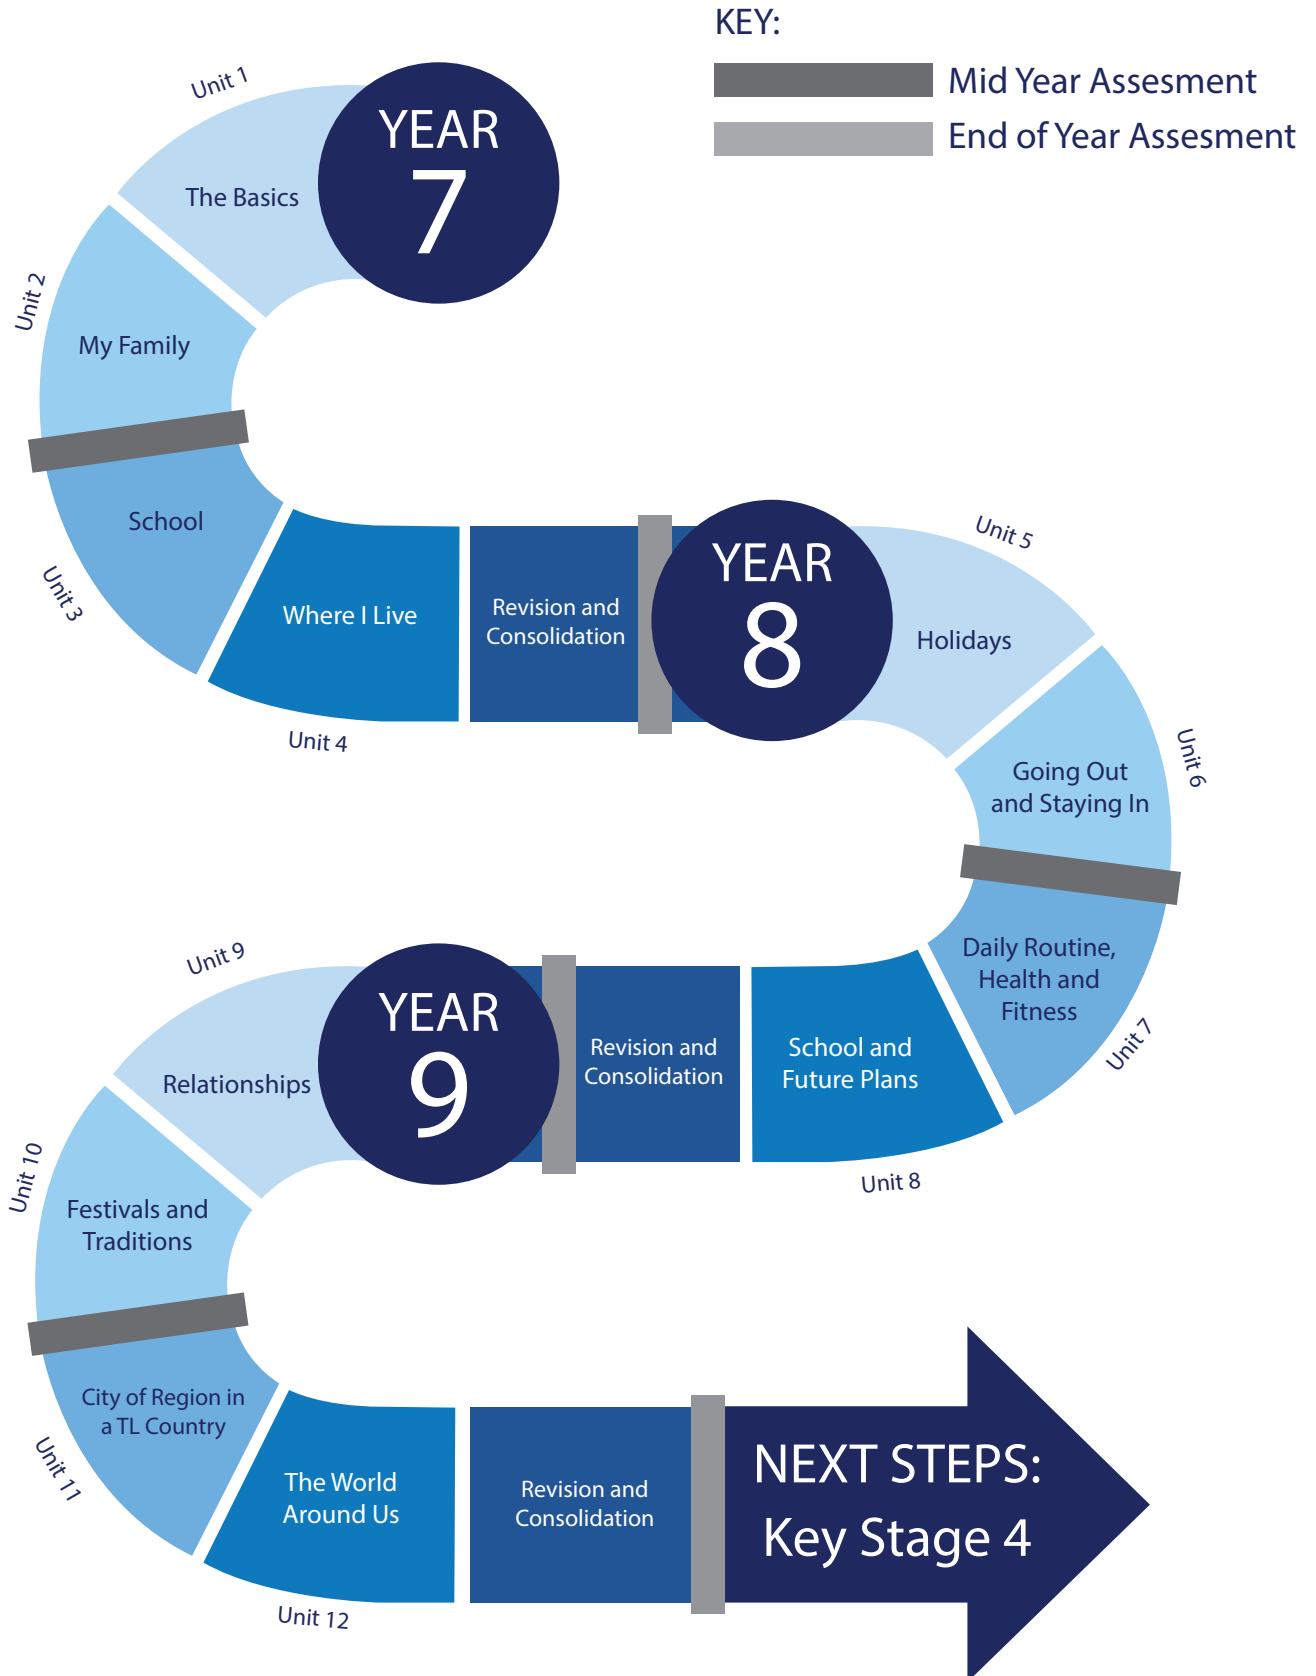 KEY:
Mid Year Assesment
End of Year Assesment
YEAR
7
Unit 1
The Basics
Unit 2
My Family
School
Unit 3
Where I Live
Unit 4
Revision and
Consolidation
YEAR
8
Unit 5
Holidays
Unit 6
Going Out
and Staying In
Daily Routine,
Health and
Fitness
Unit 7
School and
Future Plans
Unit 8
Revision and
Consolidation
YEAR
9
Unit 9
Relationships
Unit 10
Festivals and
Traditions
City of Region in
a TL Country
Unit 11
The World
Around Us
Unit 12
Revision and
Consolidation
NEXT STEPS:
Key Stage 4